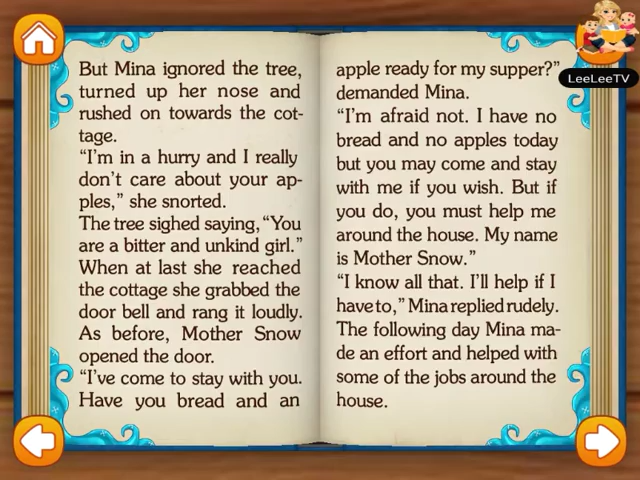 But Mina ignored the tree,
turned up her nose and
rushed on towards the cot-
tage.
“I’m in a hurry and I really
don’t care about your ap-
ples,” she snorted.
The tree sighed saying, “You
are a bitter and unkind girl.”
When at last she reached
the cottage she grabbed the
door bell and rang it loudly.
As before, Mother Snow
opened the door.
“I’ve come to stay with you.
Have you bread and an
apple ready for my supper?”
demanded Mina.
“I’m afraid not. I have no
bread and no apples today
but you may come and stay
with me if you wish. But if
you do, you must help me
around the house. My name
is Mother Snow.”
“I know all that. I’ll help if I
have to,” Mina replied rudely.
The following day Mina ma-
de an effort and helped with
some of the jobs around the
house.
LeeLeeTV